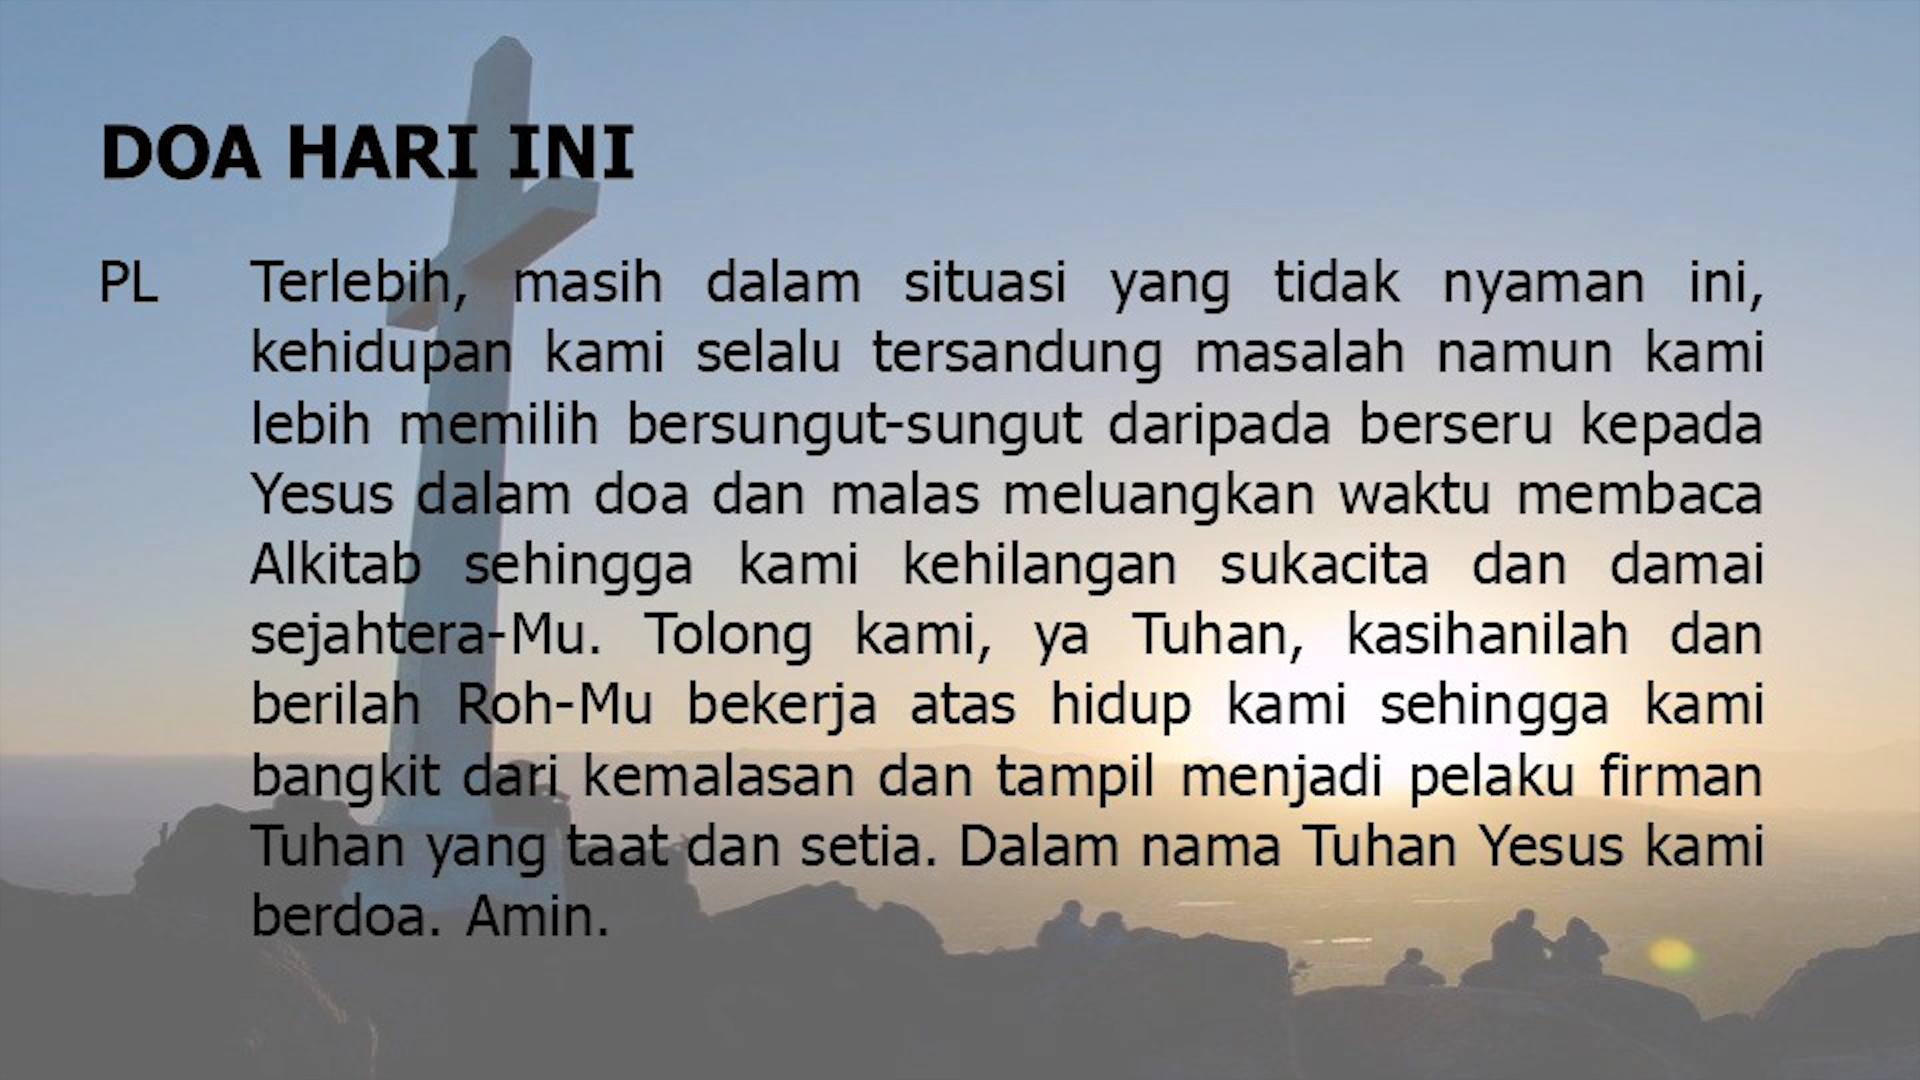 DOA HARI INI
PL Terlebih, masih dalam situasi yang tidak nyaman ini,
kehidupan kami selalu tersandung masalah namun kami
lebih memilih bersungut-sungut daripada berseru kepada
Yesus dalam doa dan malas meluangkan waktu membaca
Alkitab sehingga kami kehilangan sukacita dan damai
sejahtera-Mu. Tolong kami, ya Tuhan, kasihanilah dan
berilah Roh-Mu bekerja atas hidup kami sehingga kami
bangkit dari kemalasan dan tampil menjadi pelaku firman
Tuhan yang taat dan setia. Dalam nama Tuhan Yesus kami
berdoa. Amin.